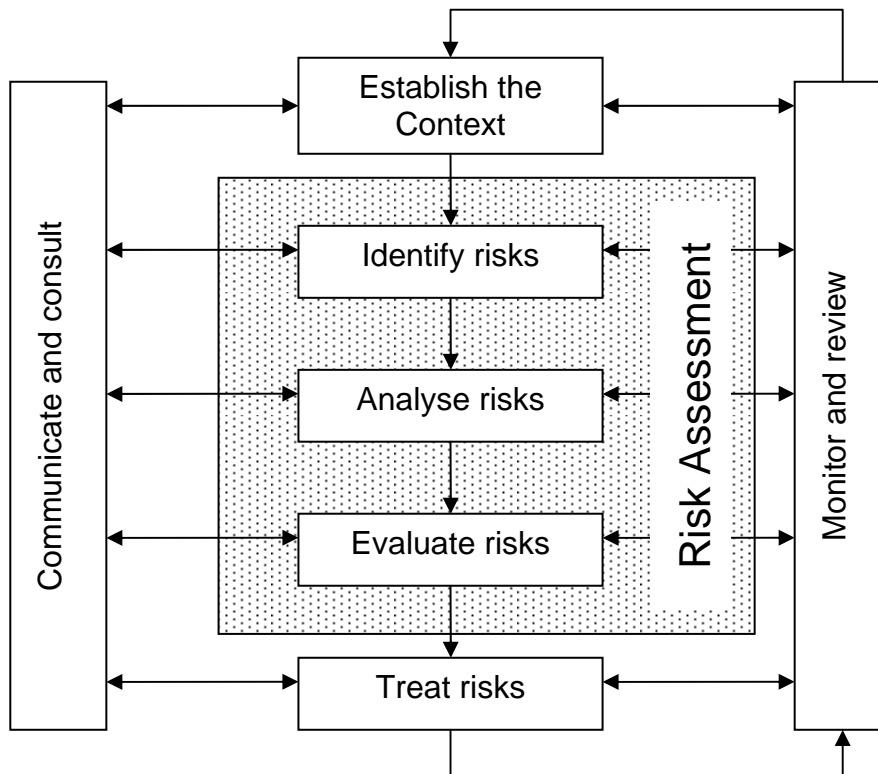 Establish the
Context
Communicate and consult
Identify risks
Analyse risks
Evaluate risks
Risk Assessment
Monitor and review
Treat risks